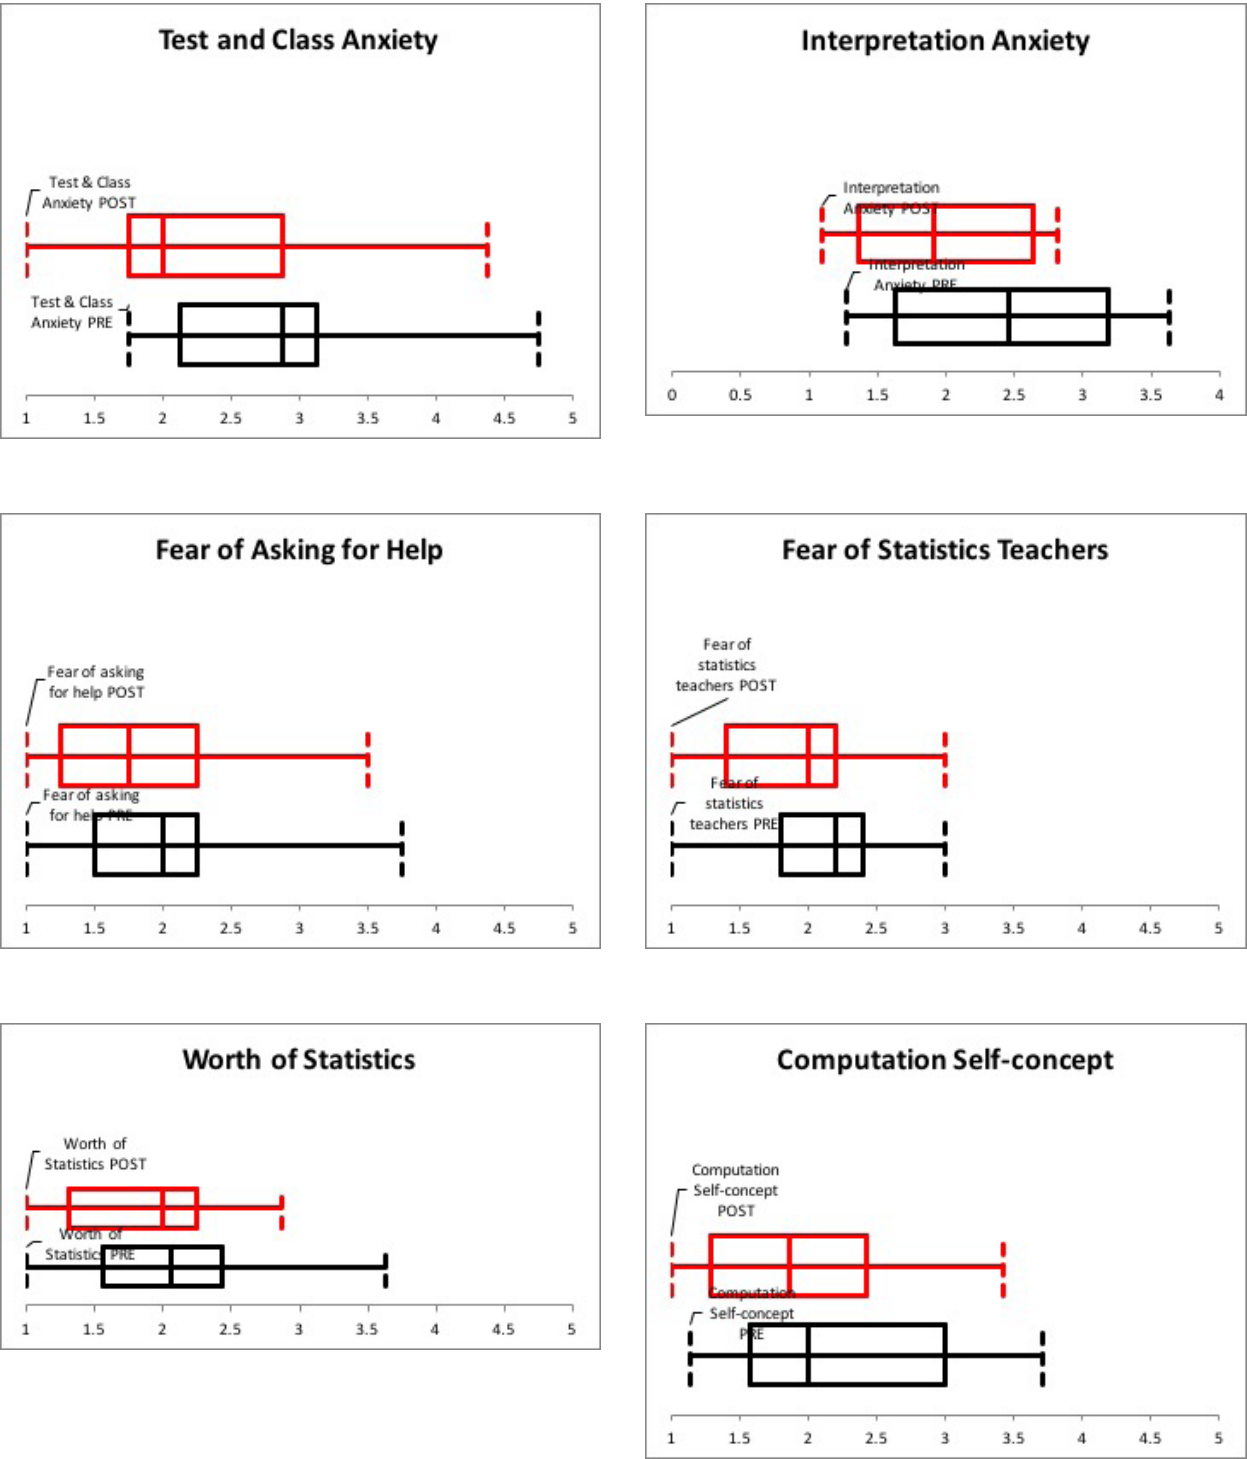 Test and Class Anxiety
Test & Class
Anxiety POST
Test & Class
Anxiety PRE
1 1.5 2 2.5 3 3.5 4 4.5 5
Interpretation Anxiety
Interpretation
Anxiety POST
Interpretation
Anxiety PRE
0 0.5 1 1.5 2 2.5 3 3.5 4
Fear of Asking for Help
Fear of asking
for help POST
Fear of asking
for help PRE
1 1.5 2 2.5 3 3.5 4 4.5 5
Fear of Statistics Teachers
Fear of
statistics
teachers POST
Fear of
statistics
teachers PRE
1 1.5 2 2.5 3 3.5 4 4.5 5
Worth of Statistics
Worth of
Statistics POST
Worth of
Statistics PRE
1 1.5 2 2.5 3 3.5 4 4.5 5
Computation Self-concept
Computation
Self-concept
POST
Computation
Self-concept
PRE
1 1.5 2 2.5 3 3.5 4 4.5 5